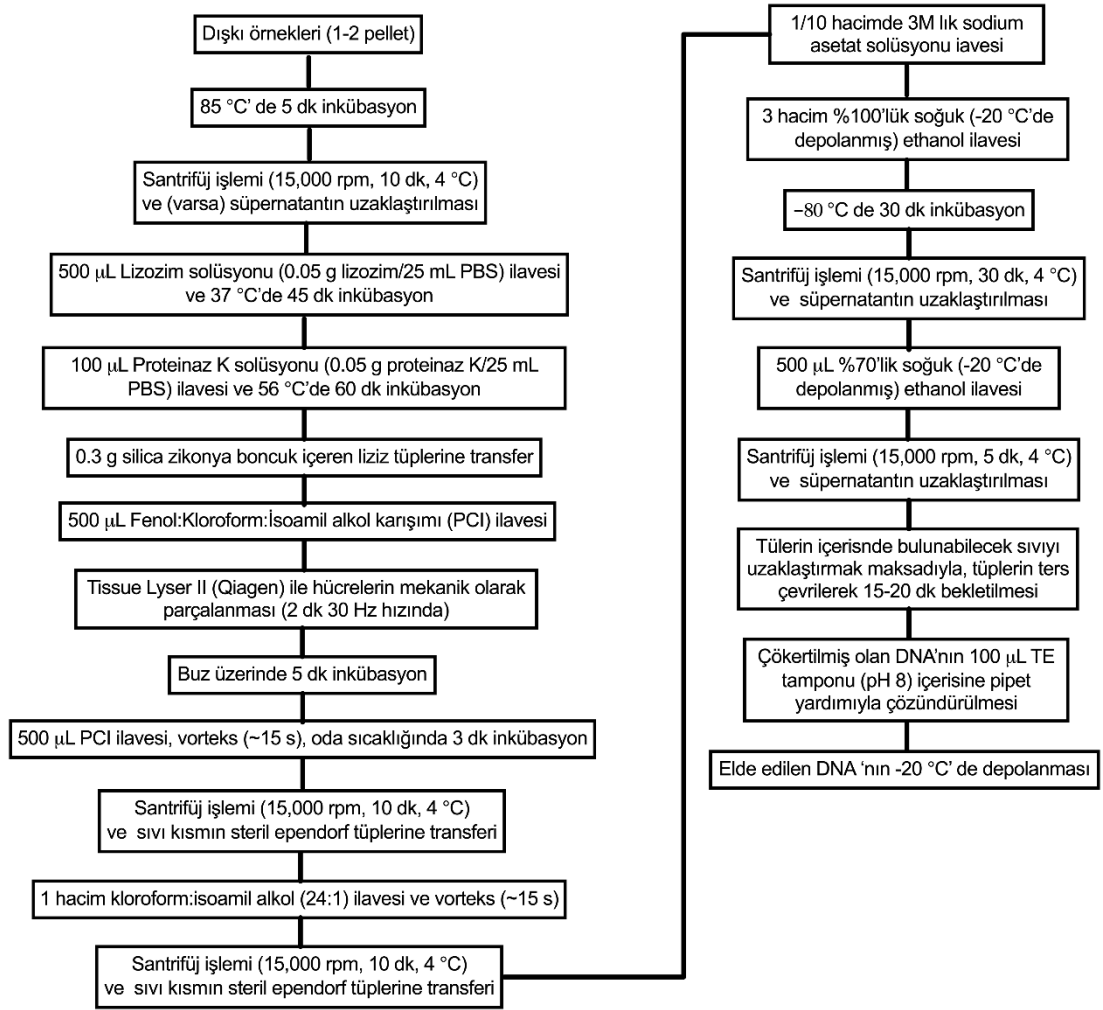 Dışkı örnekleri (1-2 pellet)
85 °C' de 5 dk inkübasyon
Santrifüj işlemi (15,000 rpm, 10 dk, 4 °C)
ve (varsa) süpernatantın uzaklaştırılması
500 µL Lizozim solüsyonu (0.05 g lizozim/25 mL PBS) ilavesi
ve 37 °C'de 45 dk inkübasyon
100 µL Proteinaz K solüsyonu (0.05 g proteinaz K/25 mL
PBS) ilavesi ve 56 °C'de 60 dk inkübasyon
0.3 g silica zikonya boncuk içeren liziz tüplerine transfer
500 µL Fenol:Kloroform:İsoamil alkol karışımı (PCI) ilavesi
Tissue Lyser II (Qiagen) ile hücrelerin mekanik olarak
parçalanması (2 dk 30 Hz hızında)
Buz üzerinde 5 dk inkübasyon
500 µL PCI ilavesi, vorteks (~15 s), oda sıcaklığında 3 dk inkübasyon
Santrifüj işlemi (15,000 rpm, 10 dk, 4 °C)
ve sıvı kısmın steril ependorf tüplerine transferi
1 hacim kloroform:isoamil alkol (24:1) ilavesi ve vorteks (~15 s)
Santrifüj işlemi (15,000 rpm, 10 dk, 4 °C)
ve sıvı kısmın steril ependorf tüplerine transferi
1/10 hacimde 3M lık sodium
asetat solüsyonu iavesi
3 hacim %100'lük soğuk (-20 °C'de
depolanmış) ethanol ilavesi
−80 °C de 30 dk inkübasyon
Santrifüj işlemi (15,000 rpm, 30 dk, 4 °C)
ve süpernatantın uzaklaştırılması
500 µL %70'lik soğuk (-20 °C'de
depolanmış) ethanol ilavesi
Santrifüj işlemi (15,000 rpm, 5 dk, 4 °C)
ve süpernatantın uzaklaştırılması
Tülerin içerisnde bulunabilecek sıvıyı
uzaklaştırmak maksadıyla, tüplerin ters
çevrilerek 15-20 dk bekletilmesi
Çökertilmiş olan DNA'nın 100 µL TE
tamponu (pH 8) içerisine pipet
yardımıyla çözündürülmesi
Elde edilen DNA 'nın -20 °C' de depolanması